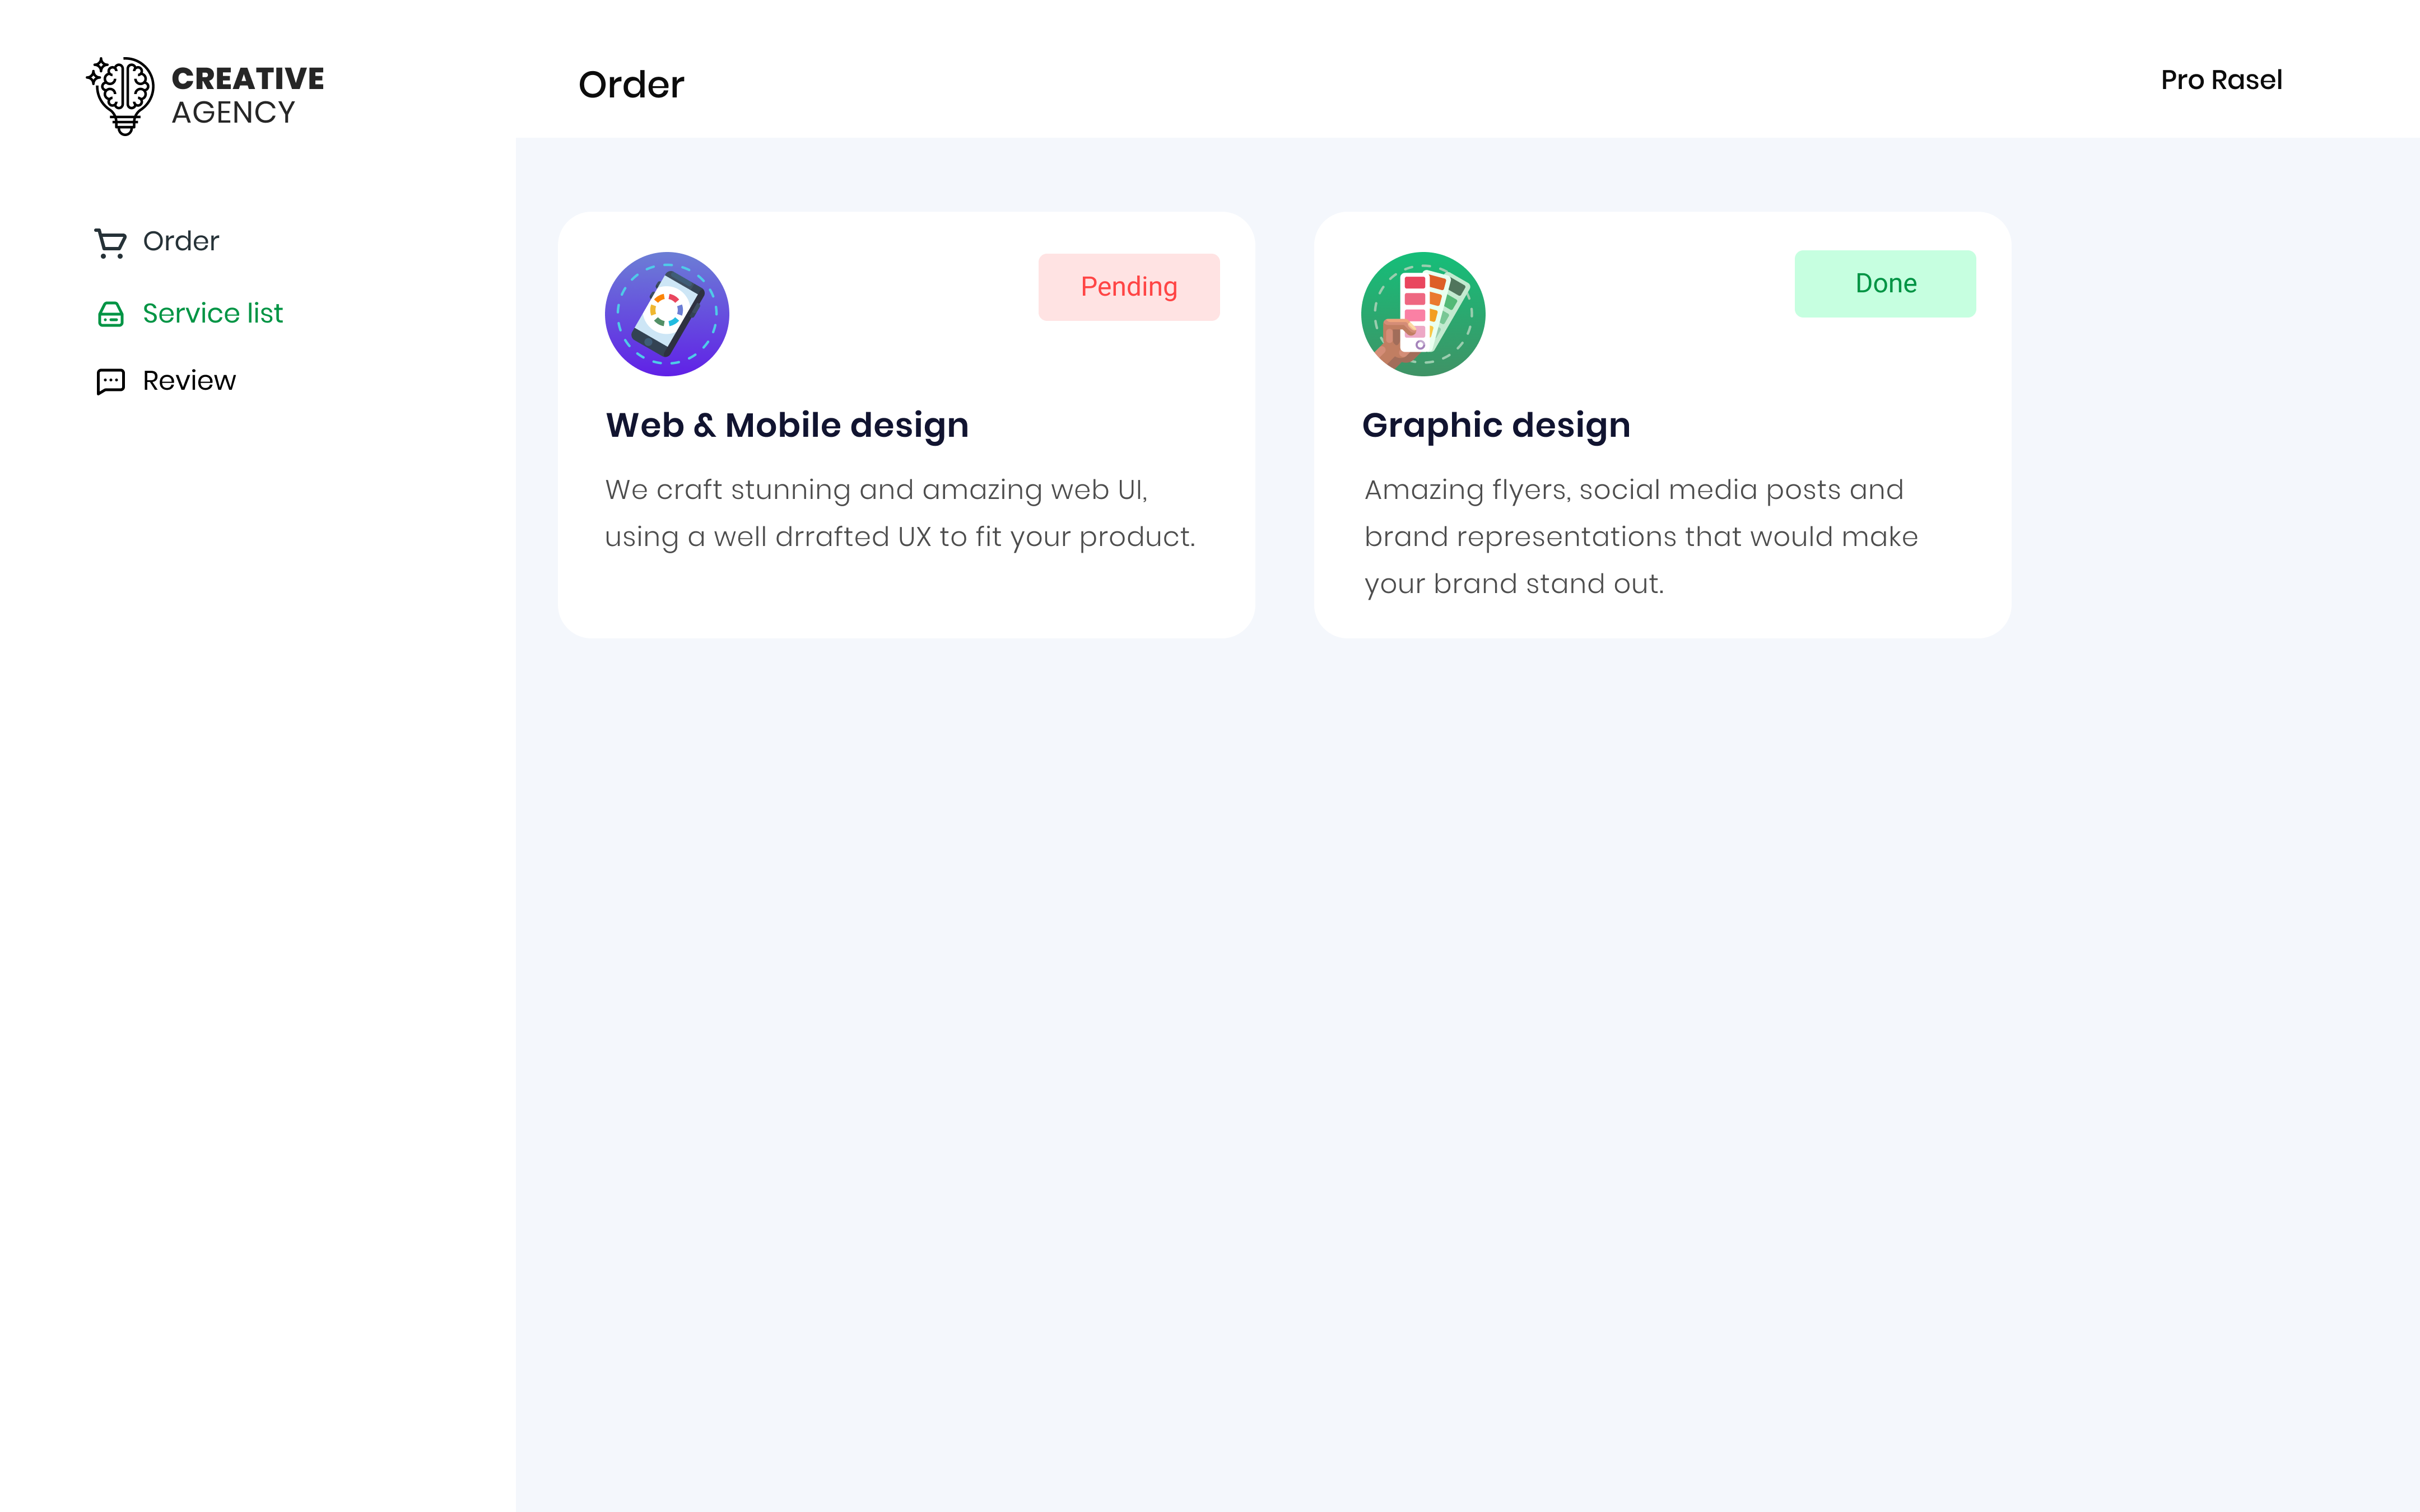 CREATIVE
AGENCY
Order
Service list
Review
Order
Pro Rasel
Pending
Web & Mobile design
We craft stunning and amazing web UI,
using a well drrafted UX to fit your product.
Done
Graphic design
Amazing flyers, social media posts and
brand representations that would make
your brand stand out.